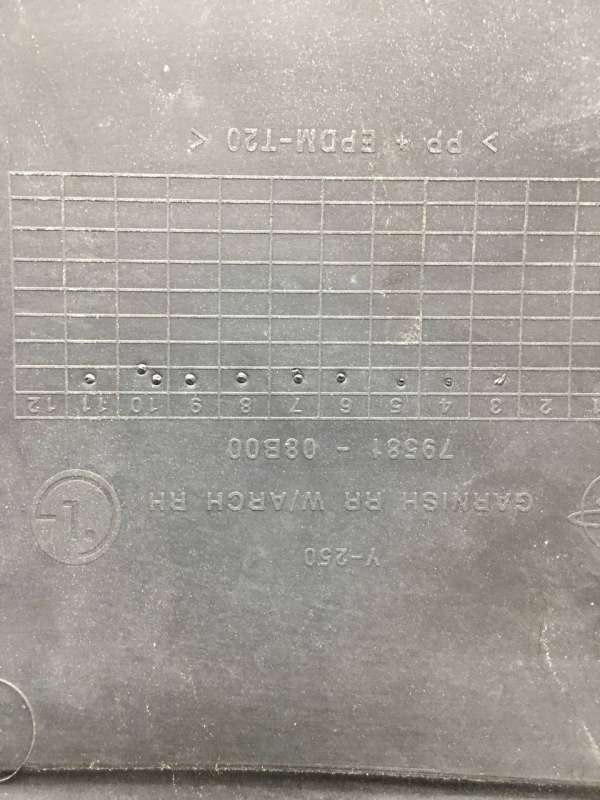 Y-250
GARNISH RR W/ARCH RH
79581 - 08B00
1 2 3 4 5 6 7 8 9 10 11 12
> PP + EPDM-T20 <